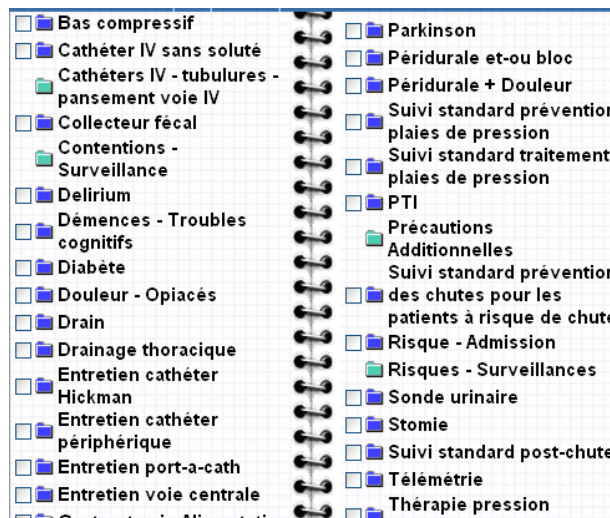 Bas compressif
Cathéter IV sans soluté
Cathéters IV - tubulures -
pansement voie IV
Collecteur fécal
Contentions -
Surveillance
Delirium
Démences - Troubles
cognitifs
Diabète
Douleur - Opiacés
Drain
Drainage thoracique
Entretien cathéter
Hickman
Entretien cathéter
périphérique
Entretien port-a-cath
Entretien voie centrale
Parkinson
Péridurale et-ou bloc
Péridurale + Douleur
Suivi standard prévention
plaies de pression
Suivi standard traitement
plaies de pression
PTI
Précautions
Additionnelles
Suivi standard prévention
des chutes pour les
patients à risque de chute
Risque - Admission
Risques - Surveillances
Sonde urinaire
Stomie
Suivi standard post-chute
Télémétrie
Thérapie pression